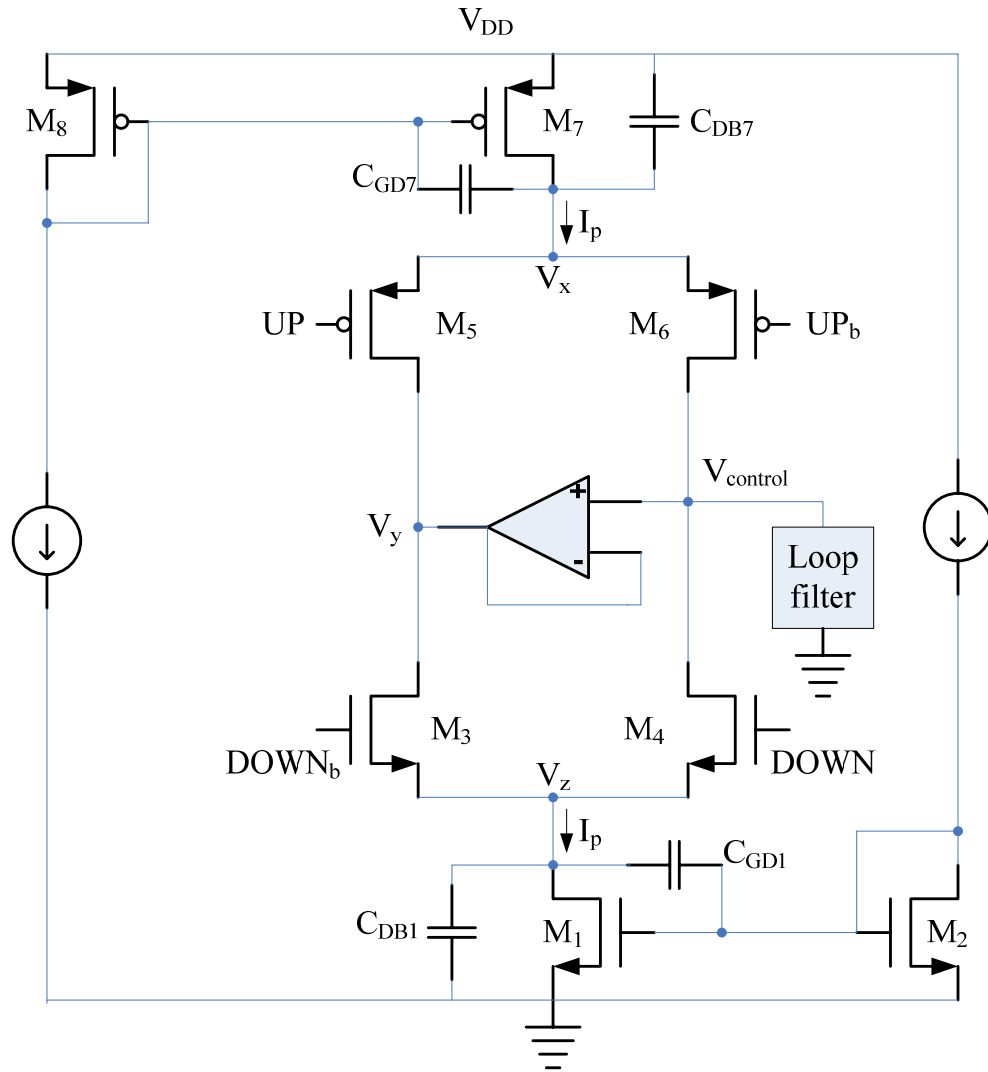 V_DD
M_8
M_7
C_DB7
C_GD7
I_p
V_x
UP
M_5
M_6
UP_b
V_control
+
V_y
-
Loop
filter
M_3
M_4
DOWN_b
DOWN
V_z
I_p
C_GD1
C_DB1
M_1
M_2